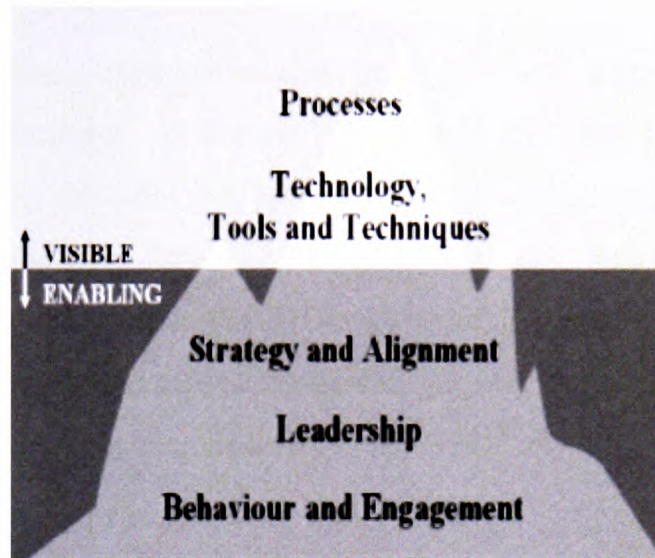 Processes
Technology,
Tools and Techniques
VISIBLE
ENABLING
Strategy and Alignment
Leadership
Behaviour and Engagement